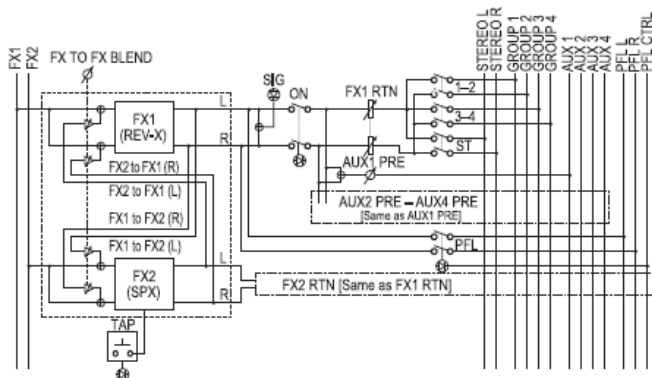 FX1
FX2
FX TO FX BLEND
STEREO L
STEREO R
GROUP 1
GROUP 2
GROUP 3
GROUP 4
AUX 1
AUX 2
AUX 3
AUX 4
PFL L
PFL R
PFL CTRL
SIG
ON
FX1 RTN
1–2
3–4
ST
L
R
FX1
(REV-X)
AUX1 PRE
FX2 to FX1 (R)
FX2 to FX1 (L)
AUX2 PRE – AUX4 PRE
[Same as AUX1 PRE]
FX1 to FX2 (R)
FX1 to FX2 (L)
PFL
L
R
FX2
(SPX)
FX2 RTN [Same as FX1 RTN]
TAP